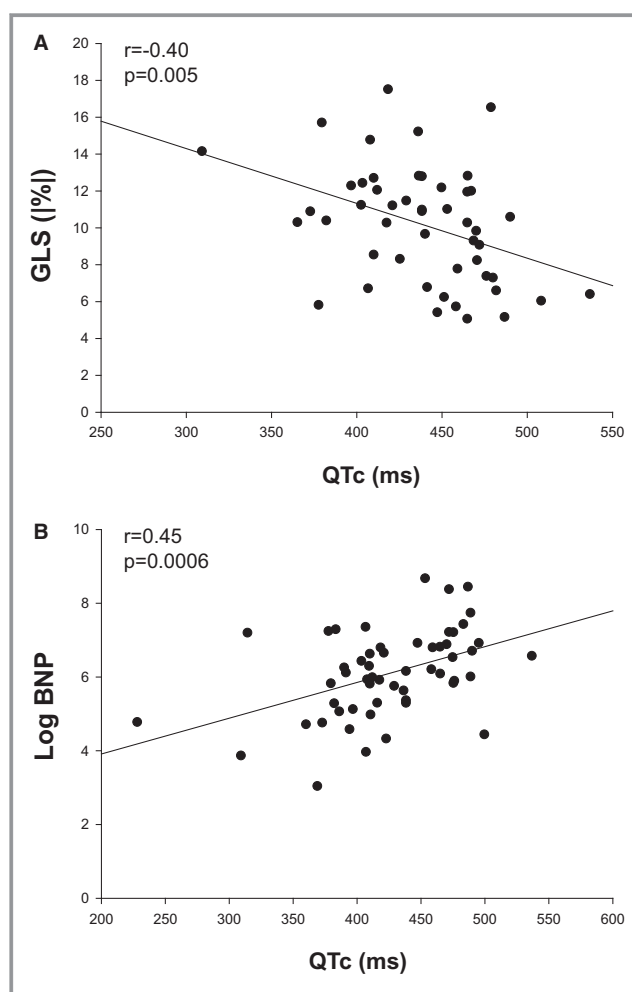 A
r=-0.40
p=0.005
20
18
16
14
12
10
8
6
4
2
0
GLS (|%|)
250 300 350 400 450 500 550
QTc (ms)
B
r=0.45
p=0.0006
10
8
6
4
2
0
Log BNP
200 250 300 350 400 450 500 550 600
QTc (ms)